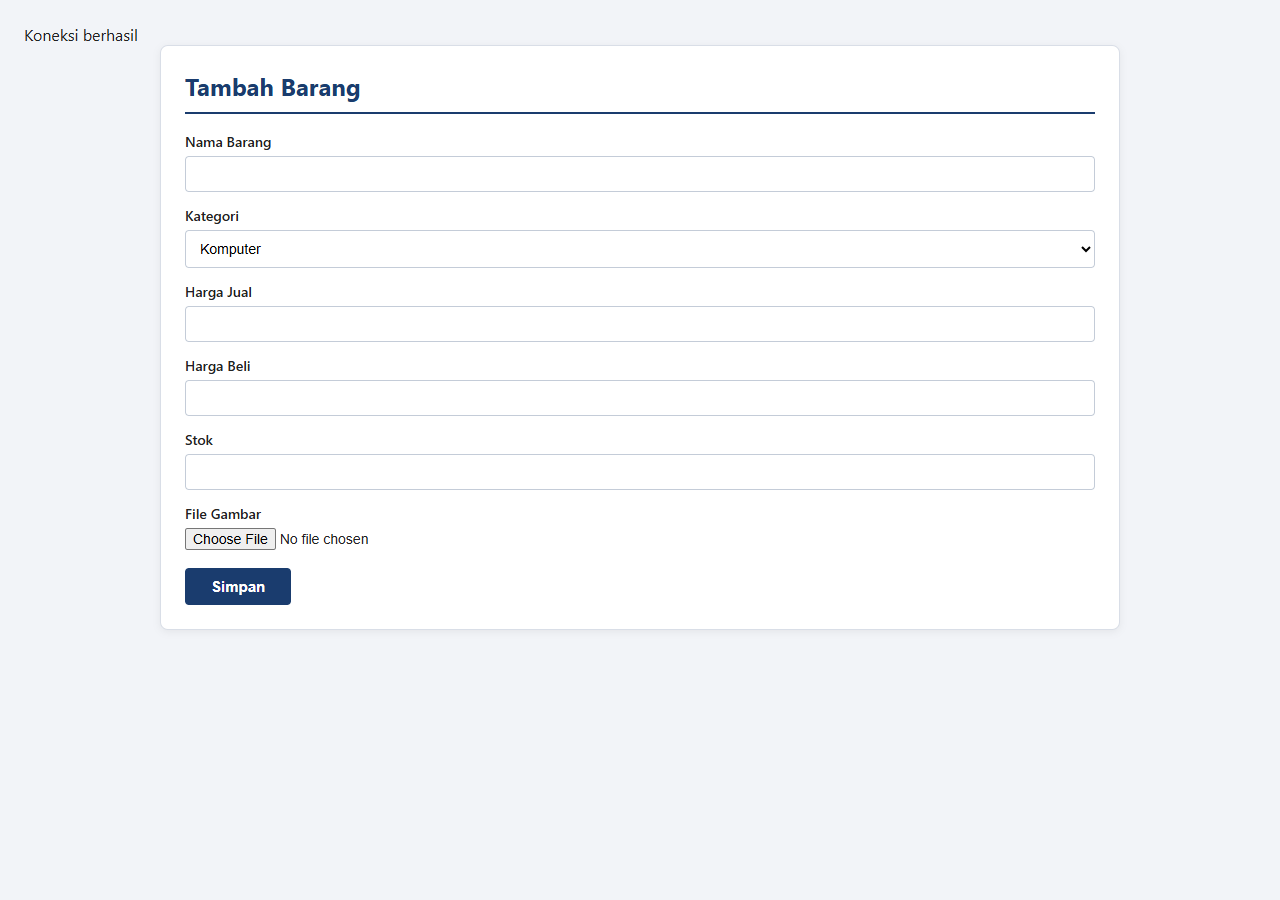 Koneksi berhasil
Tambah Barang
Nama Barang
Kategori
Komputer
Harga Jual
Harga Beli
Stok
File Gambar
Choose File No file chosen
Simpan